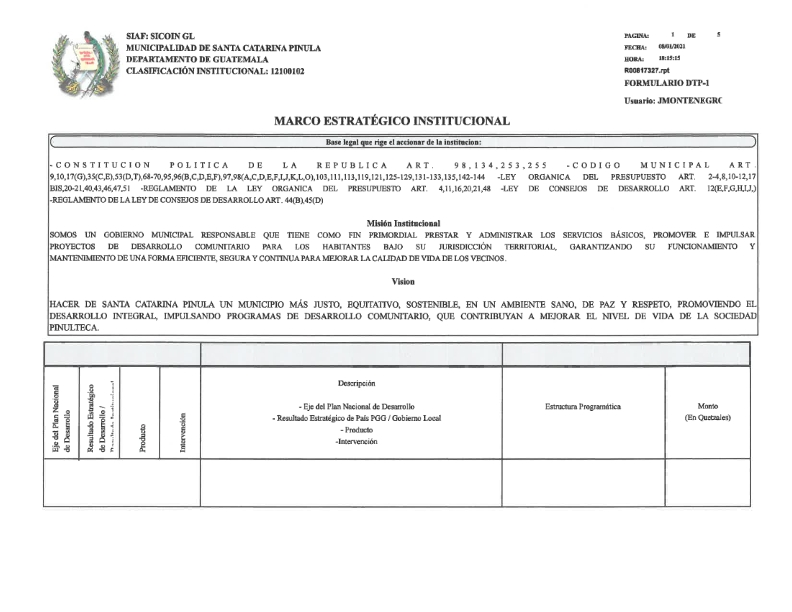 SIAF: SICOIN GL
MUNICIPALIDAD DE SANTA CATARINA PINULA
DEPARTAMENTO DE GUATEMALA
CLASIFICACIÓN INSTITUCIONAL: 12100102
PAGINA: 1 DE 5
FECHA: 08/01/2021
HORA: 18:15:15
R00817327.rpt
FORMULARIO DTP-1
Usuario: JMONTENEGRO
MARCO ESTRATÉGICO INSTITUCIONAL
Base legal que rige el accionar de la institucion:
-CONSTITUCION POLITICA DE LA REPUBLICA ART. 98,134,253,255 -CODIGO MUNICIPAL ART.
9,10,17(G),35(C,E),53(D,T),68-70,95,96(B,C,D,E,F),97,98(A,C,D,E,F,I,J,K,L,O),103,111,113,119,121,125-129,131-133,135,142-144 -LEY ORGANICA DEL PRESUPUESTO ART. 2-4,8,10-12,17
BIS,20-21,40,43,46,47,51 -REGLAMENTO DE LA LEY ORGANICA DEL PRESUPUESTO ART. 4,11,16,20,21,48 -LEY DE CONSEJOS DE DESARROLLO ART. 12(E,F,G,H,I,J)
-REGLAMENTO DE LA LEY DE CONSEJOS DE DESARROLLO ART. 44(B),45(D)
Misión Institucional
SOMOS UN GOBIERNO MUNICIPAL RESPONSABLE QUE TIENE COMO FIN PRIMORDIAL PRESTAR Y ADMINISTRAR LOS SERVICIOS BÁSICOS, PROMOVER E IMPULSAR
PROYECTOS DE DESARROLLO COMUNITARIO PARA LOS HABITANTES BAJO SU JURISDICCIÓN TERRITORIAL, GARANTIZANDO SU FUNCIONAMIENTO Y
MANTENIMIENTO DE UNA FORMA EFICIENTE, SEGURA Y CONTINUA PARA MEJORAR LA CALIDAD DE VIDA DE LOS VECINOS.
Vision
HACER DE SANTA CATARINA PINULA UN MUNICIPIO MÁS JUSTO, EQUITATIVO, SOSTENIBLE, EN UN AMBIENTE SANO, DE PAZ Y RESPETO, PROMOVIENDO EL
DESARROLLO INTEGRAL, IMPULSANDO PROGRAMAS DE DESARROLLO COMUNITARIO, QUE CONTRIBUYAN A MEJORAR EL NIVEL DE VIDA DE LA SOCIEDAD
PINULTECA.
Eje del Plan Nacional
de Desarrollo
Resultado Estratégico
de Desarrollo /
Producto
Intervención
Descripción
- Eje del Plan Nacional de Desarrollo
- Resultado Estratégico de País PGG / Gobierno Local
- Producto
-Intervención
Estructura Programática
Monto
(En Quetzales)